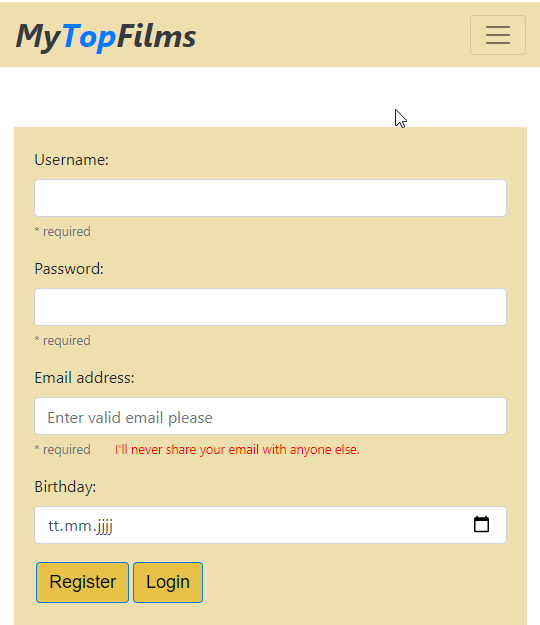 MyTopFilms
Username:
* required
Password:
* required
Email address:
Enter valid email please
* required I'll never share your email with anyone else.
Birthday:
tt.mm.jjjj
Register Login